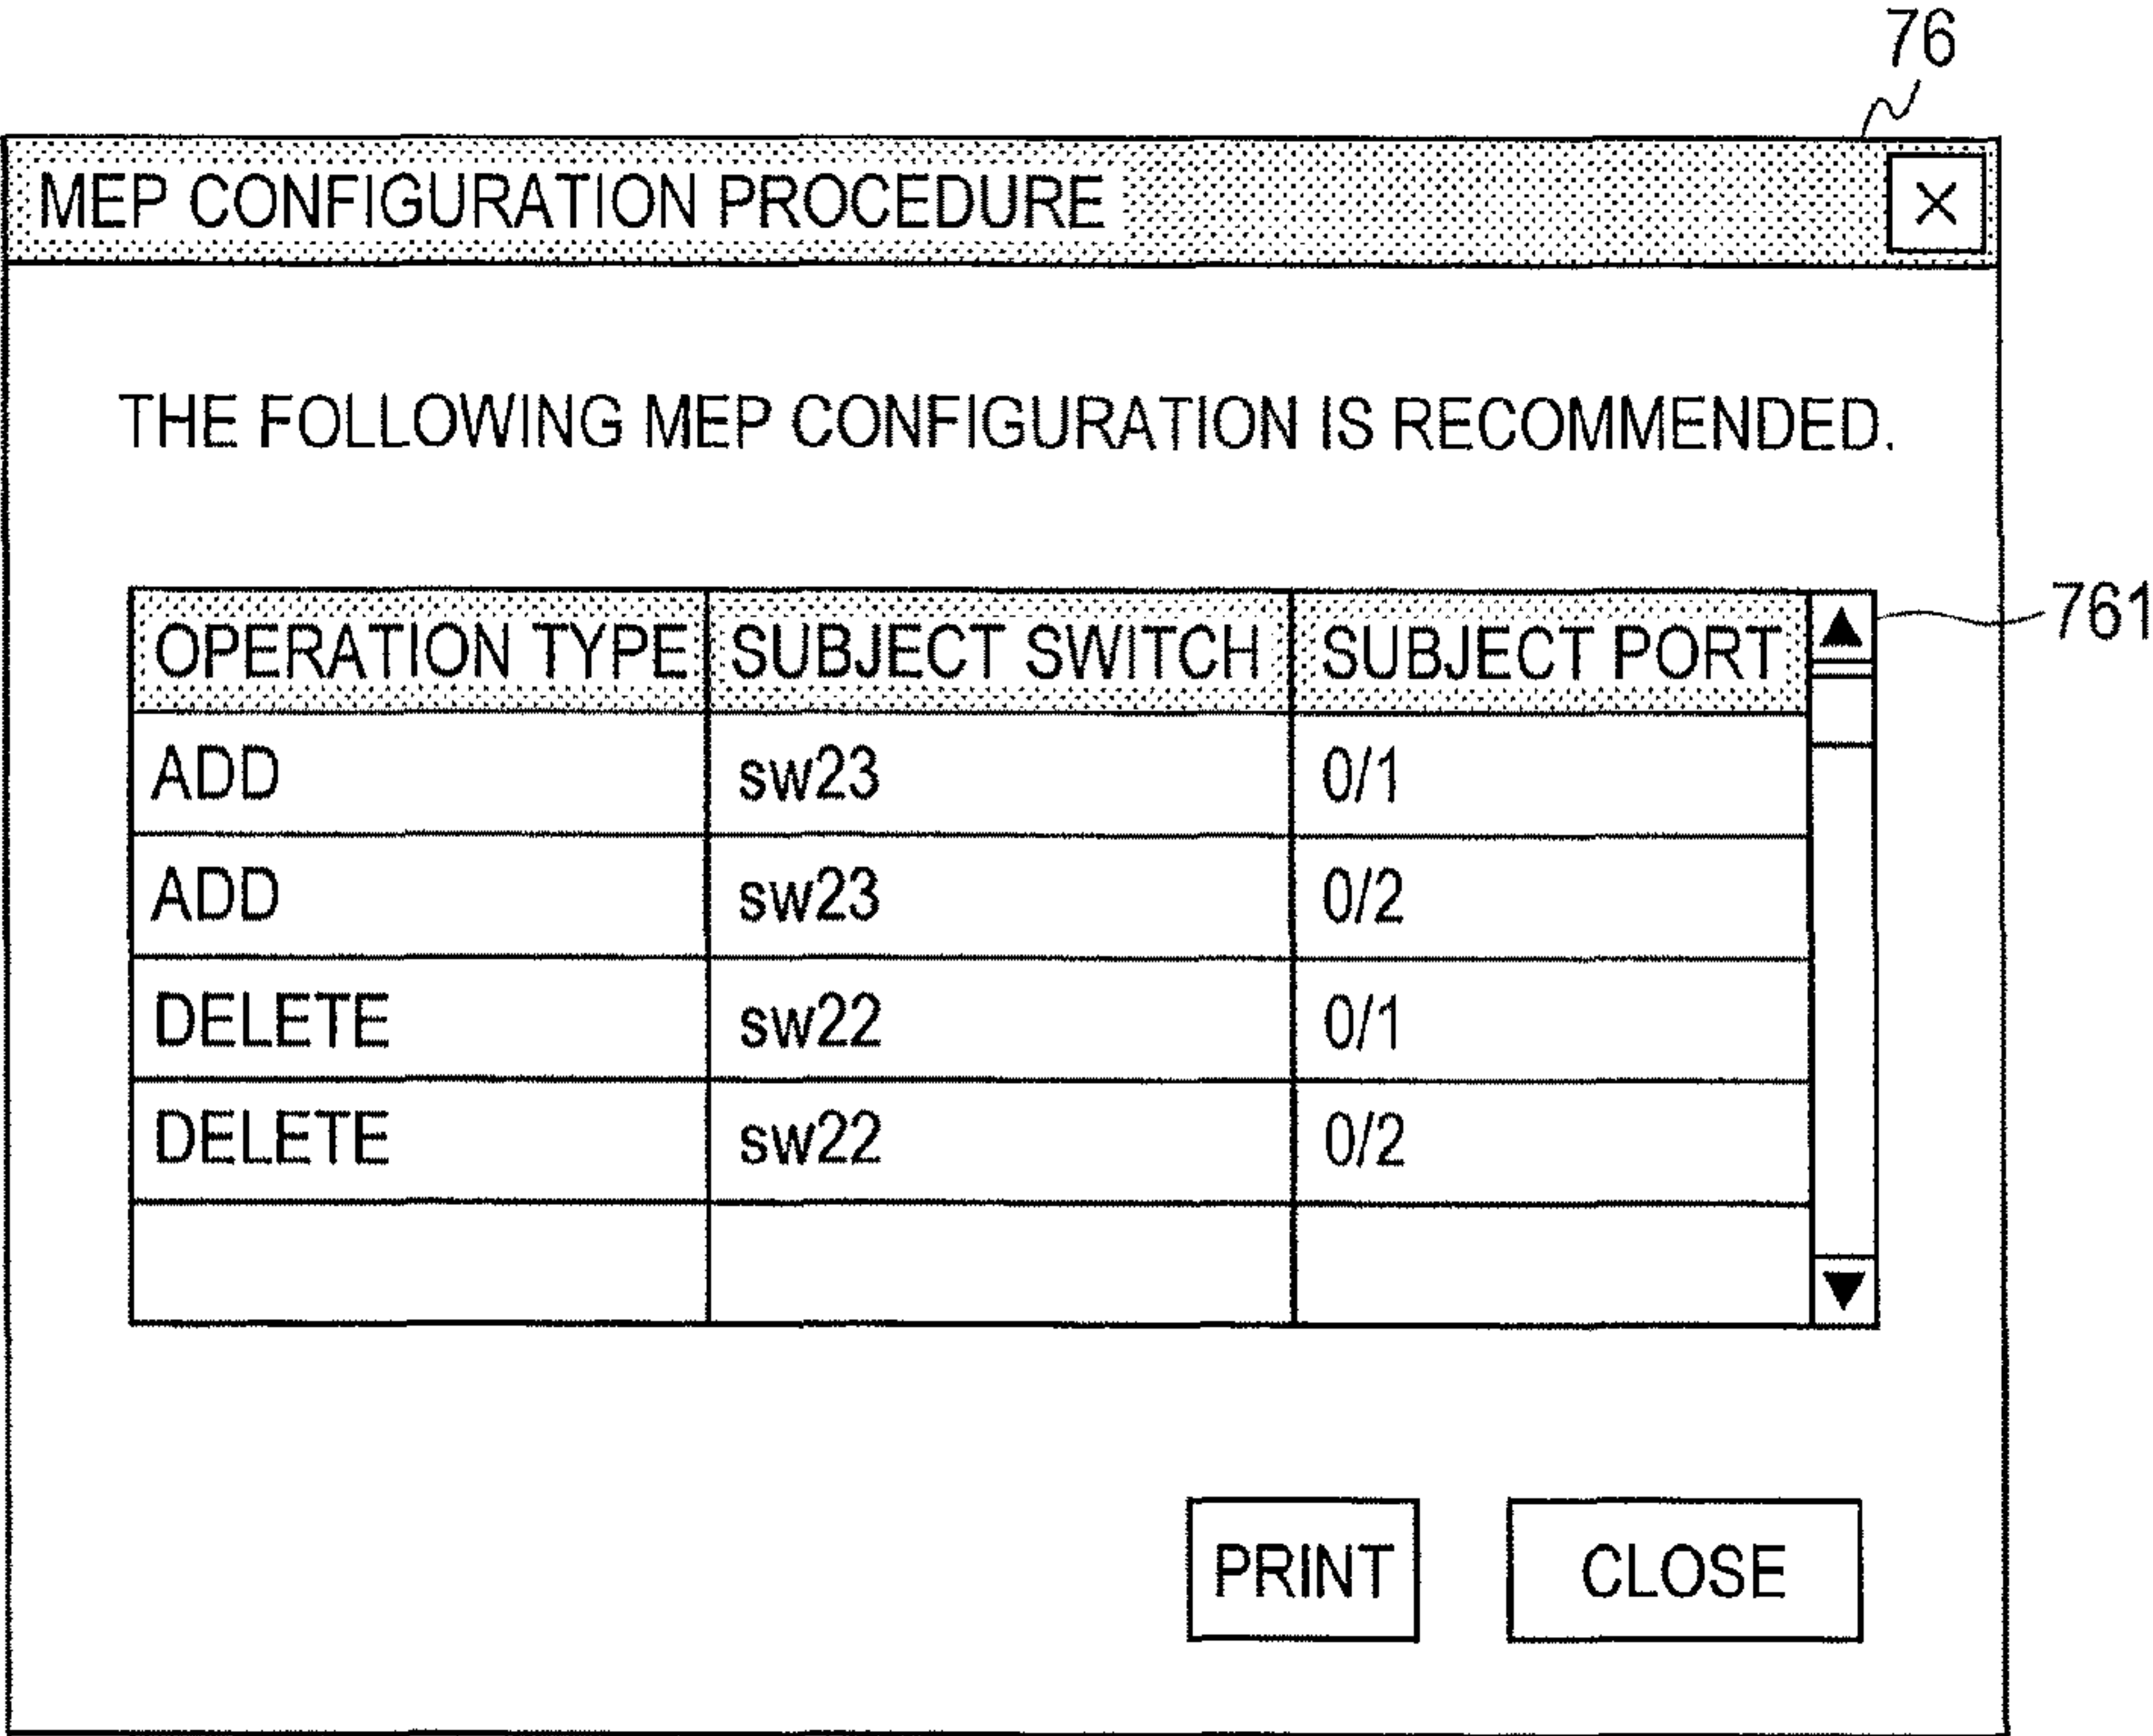 76
MEP CONFIGURATION PROCEDURE X
THE FOLLOWING MEP CONFIGURATION IS RECOMMENDED.
OPERATION TYPE SUBJECT SWITCH SUBJECT PORT 761
ADD sw23 0/1
ADD sw23 0/2
DELETE sw22 0/1
DELETE sw22 0/2
PRINT CLOSE